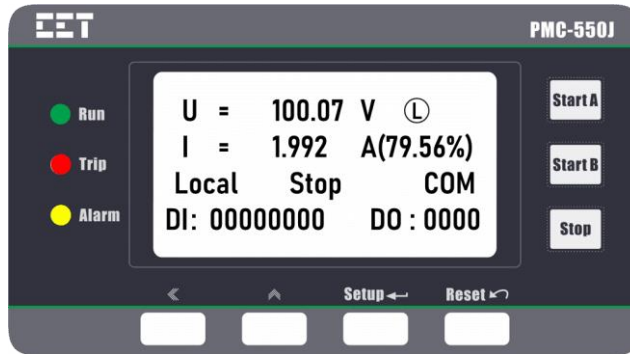 CET PMC-550J
Run
Trip
Alarm
U = 100.07 V Ⓛ
I = 1.992 A(79.56%)
Local Stop COM
DI: 00000000 DO : 0000
Start A
Start B
Stop
Setup Reset